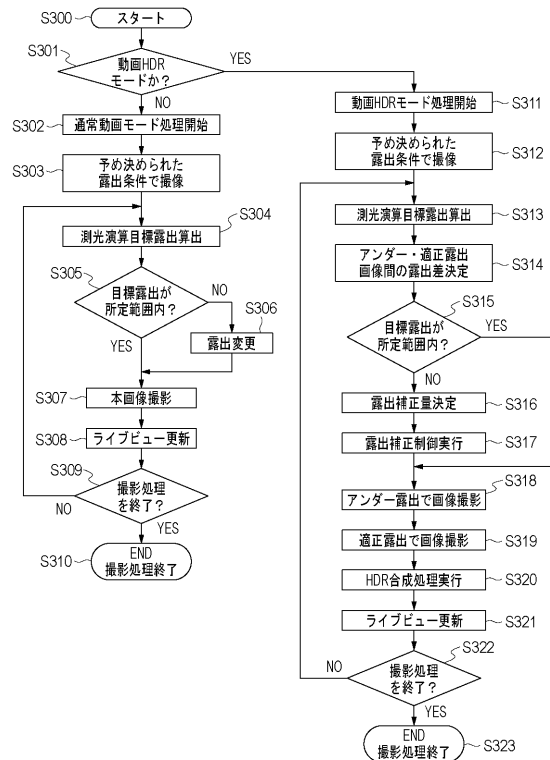 S300
スタート
S301
動画HDR
モードか？
YES
NO
S302
通常動画モード処理開始
S303
予め決められた
露出条件で撮像
S304
測光演算目標露出算出
S305
目標露出が
所定範囲内？
NO
YES
S306
露出変更
S307
本画像撮影
S308
ライブビュー更新
S309
撮影処理
を終了？
NO
YES
S310
END
撮影処理終了
動画HDRモード処理開始
S311
予め決められた
露出条件で撮像
S312
測光演算目標露出算出
S313
アンダー・適正露出
画像間の露出差決定
S314
S315
目標露出が
所定範囲内？
YES
NO
露出補正量決定
S316
露出補正制御実行
S317
S318
アンダー露出で画像撮影
適正露出で画像撮影
S319
HDR合成処理実行
S320
ライブビュー更新
S321
S322
撮影処理
を終了？
NO
YES
END
撮影処理終了
S323